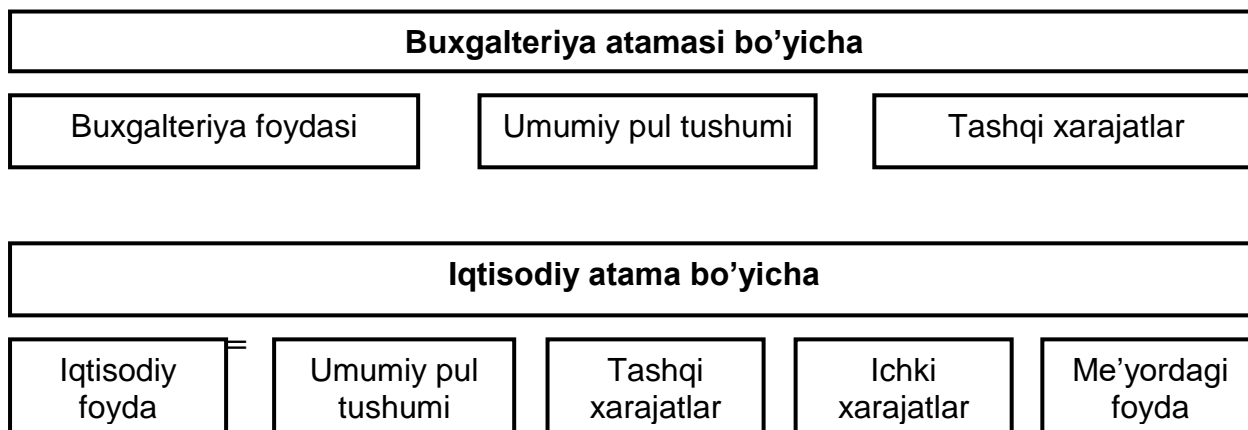 Buxgalteriya atamasi bo’yicha
Buxgalteriya foydasi Umumiy pul tushumi Tashqi xarajatlar
Iqtisodiy atama bo’yicha
Iqtisodiy foyda = Umumiy pul tushumi Tashqi xarajatlar Ichki xarajatlar Me’yordagi foyda